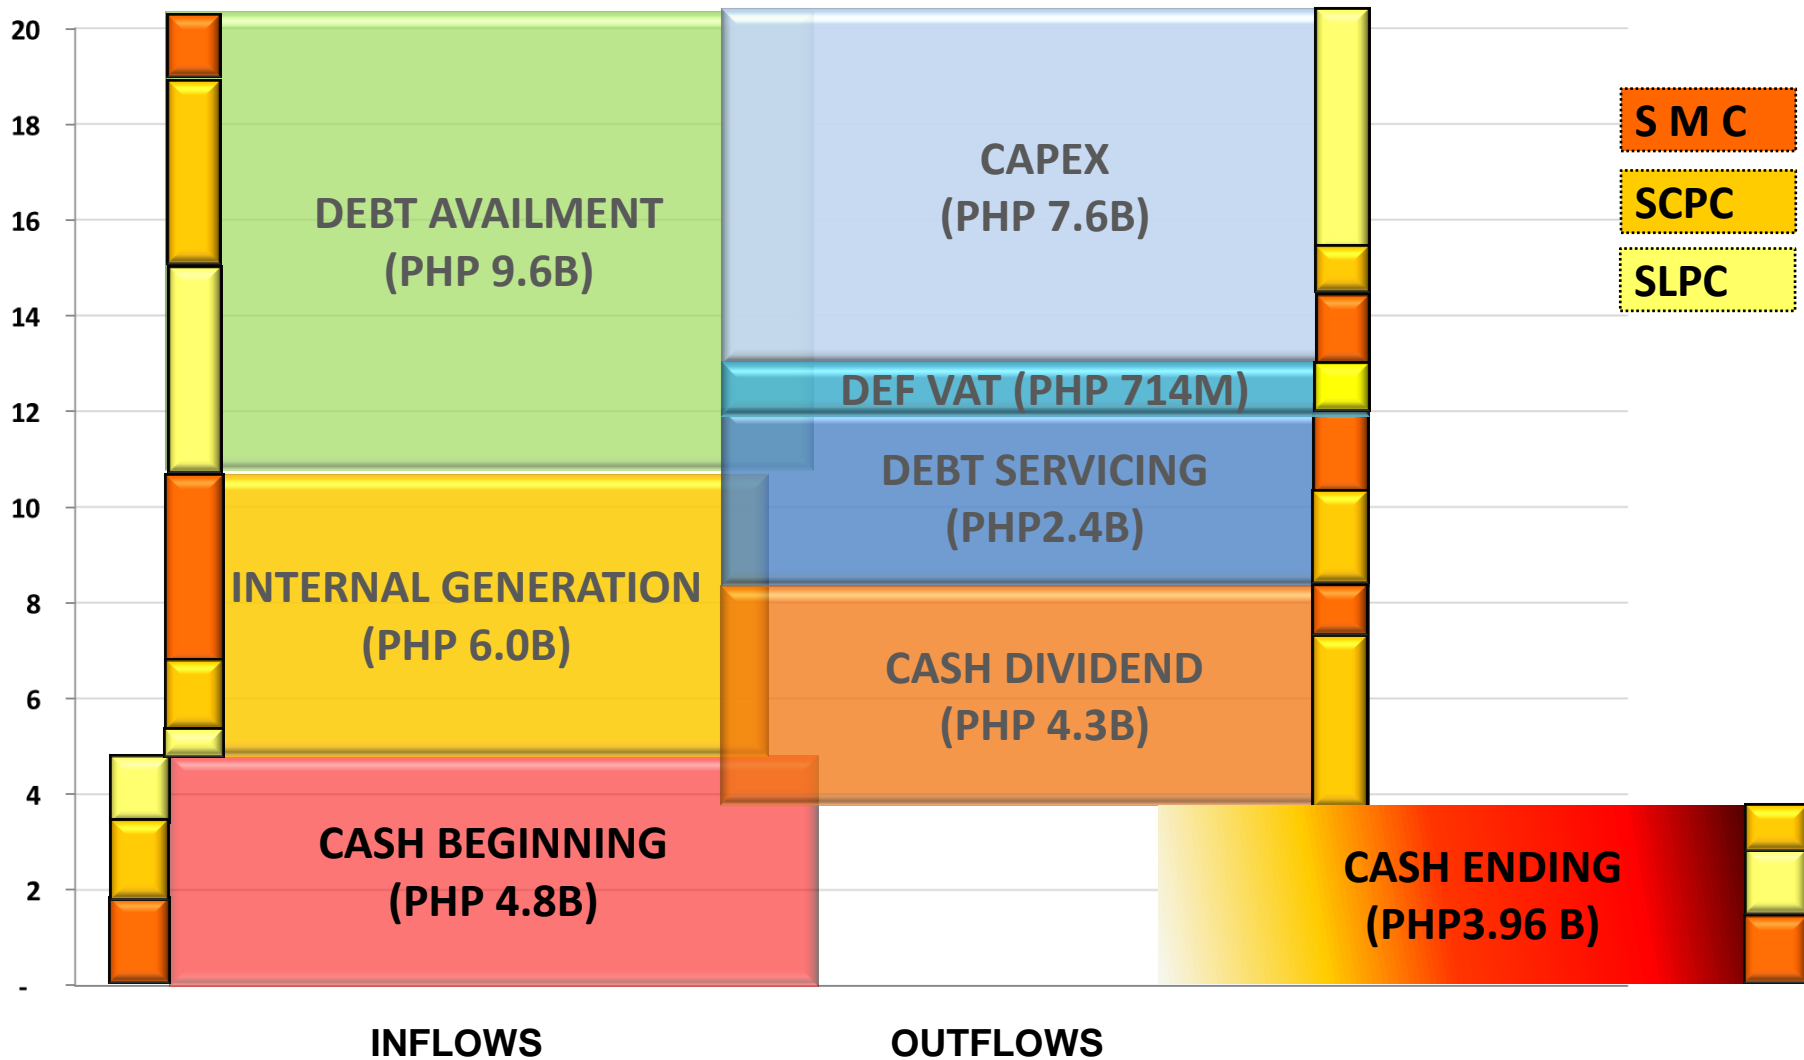 20
18
16
14
12
10
8
6
4
2
-
DEBT AVAILMENT
(PHP 9.6B)
INTERNAL GENERATION
(PHP 6.0B)
CASH BEGINNING
(PHP 4.8B)
CAPEX
(PHP 7.6B)
DEF VAT (PHP 714M)
DEBT SERVICING
(PHP2.4B)
CASH DIVIDEND
(PHP 4.3B)
CASH ENDING
(PHP3.96 B)
S M C
SCPC
SLPC
INFLOWS
OUTFLOWS